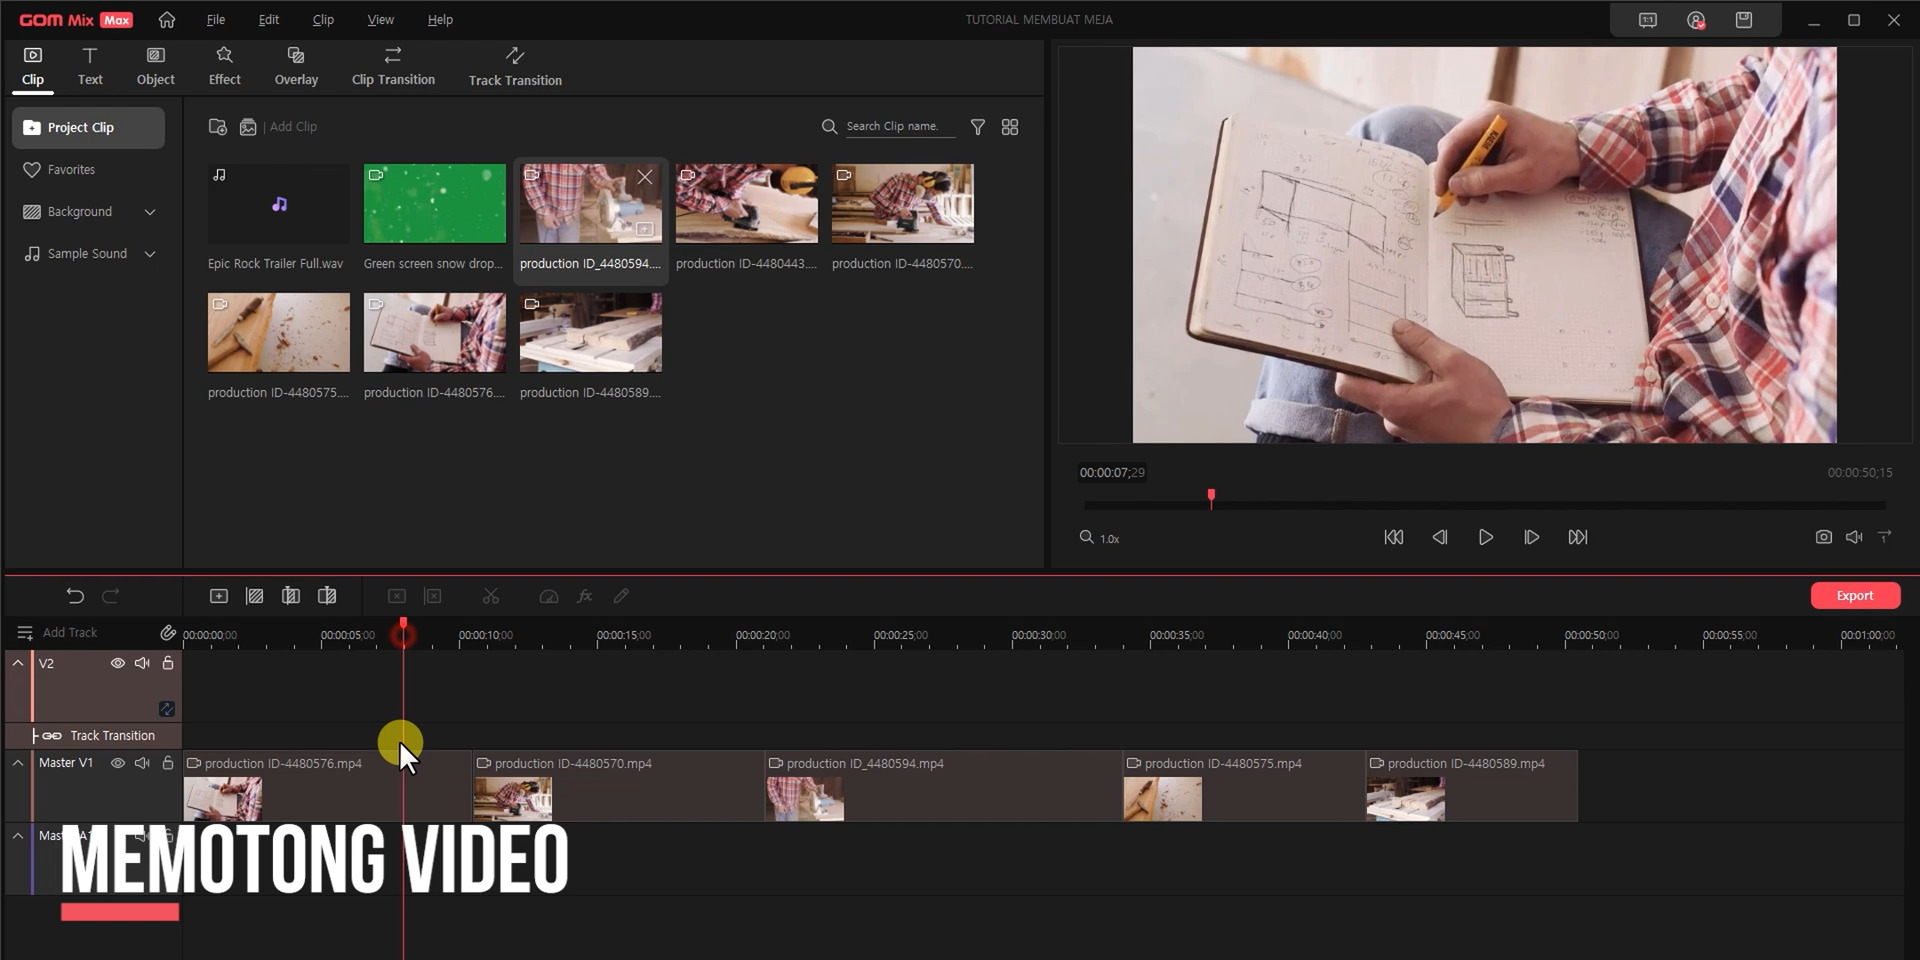 GOM Mix Max
File Edit Clip View Help
TUTORIAL MEMBUAT MEJA
1:1
Clip Text Object Effect Overlay Clip Transition Track Transition
Project Clip
Favorites
Background
Sample Sound
Add Clip
Search Clip name.
Epic Rock Trailer Full.wav
Green screen snow drop...
production ID_4480594....
production ID-4480443....
production ID-4480570....
production ID-4480575....
production ID-4480576....
production ID-4480589....
00:00:07;29
00:00:50;15
1.0x
Export
Add Track
00:00:00;00 00:00:05;00 00:00:10;00 00:00:15;00 00:00:20;00 00:00:25;00 00:00:30;00 00:00:35;00 00:00:40;00 00:00:45;00 00:00:50;00 00:00:55;00 00:01:00;00
V2
Track Transition
Master V1
production ID-4480576.mp4
production ID-4480570.mp4
production ID_4480594.mp4
production ID-4480575.mp4
production ID-4480589.mp4
MEMOTONG VIDEO